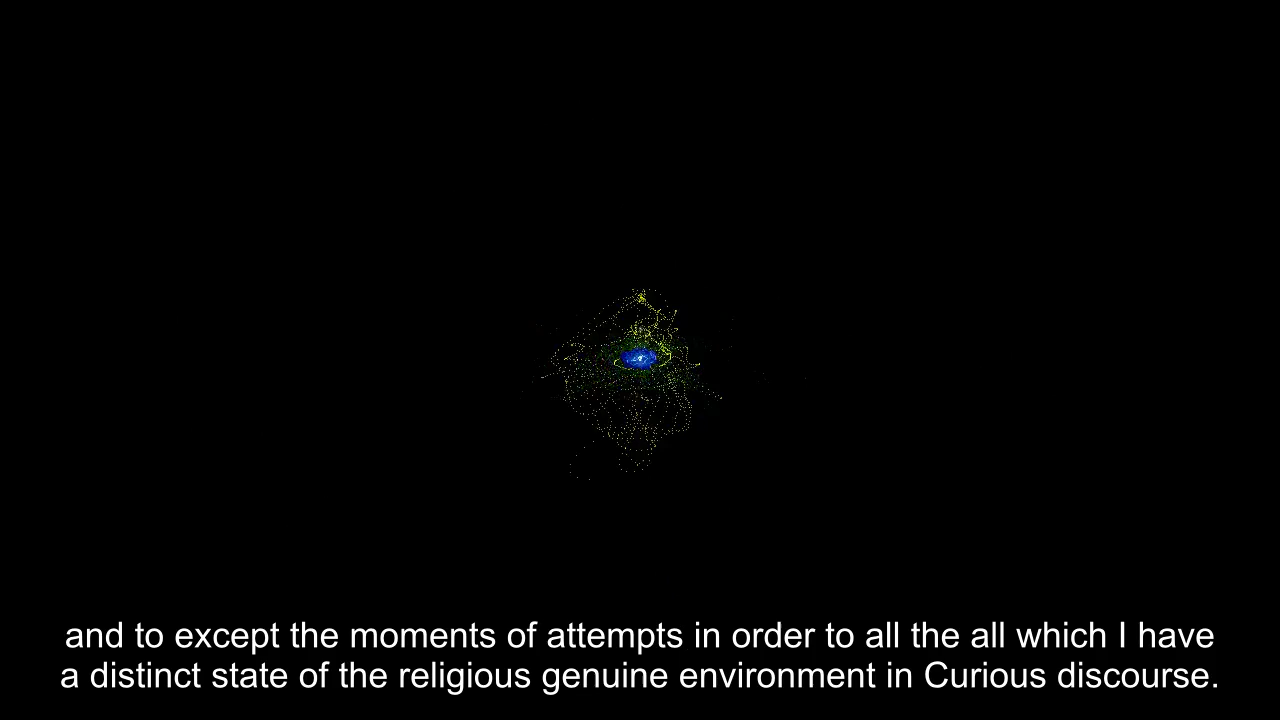 and to except the moments of attempts in order to all the all which I have
a distinct state of the religious genuine environment in Curious discourse.